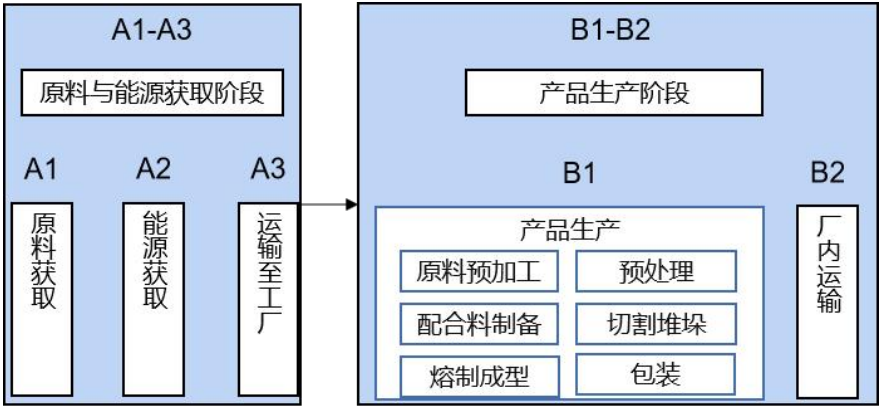 A1-A3
原料与能源获取阶段
A1
A2
A3
原料获取
能源获取
运输至工厂
B1-B2
产品生产阶段
B1
B2
产品生产
原料预加工
预处理
配合料制备
切割堆垛
熔制成型
包装
厂内运输